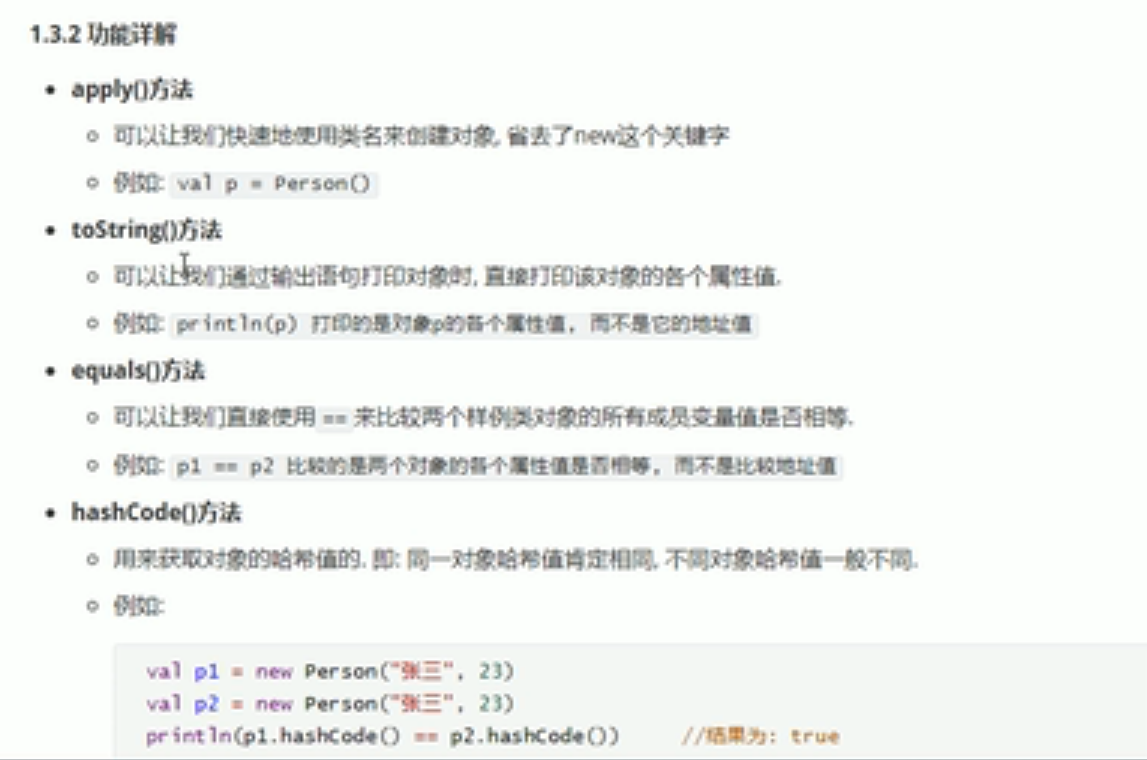 1.3.2 功能详解
• apply()方法
○ 可以让我们快速地使用类名来创建对象, 省去了new这个关键字
○ 例如: val p = Person()
• toString()方法
○ 可以让我们通过输出语句打印对象时, 直接打印该对象的各个属性值.
○ 例如: println(p) 打印的是对象p的各个属性值, 而不是它的地址值
• equals()方法
○ 可以让我们直接使用 == 来比较两个样例类对象的所有成员变量值是否相等.
○ 例如: p1 == p2 比较的是两个对象的各个属性值是否相等, 而不是比较地址值
• hashCode()方法
○ 用来获取对象的哈希值的. 即: 同一对象哈希值肯定相同, 不同对象哈希值一般不同.
○ 例如:
val p1 = new Person("张三", 23)
val p2 = new Person("张三", 23)
println(p1.hashCode() == p2.hashCode()) //结果为: true